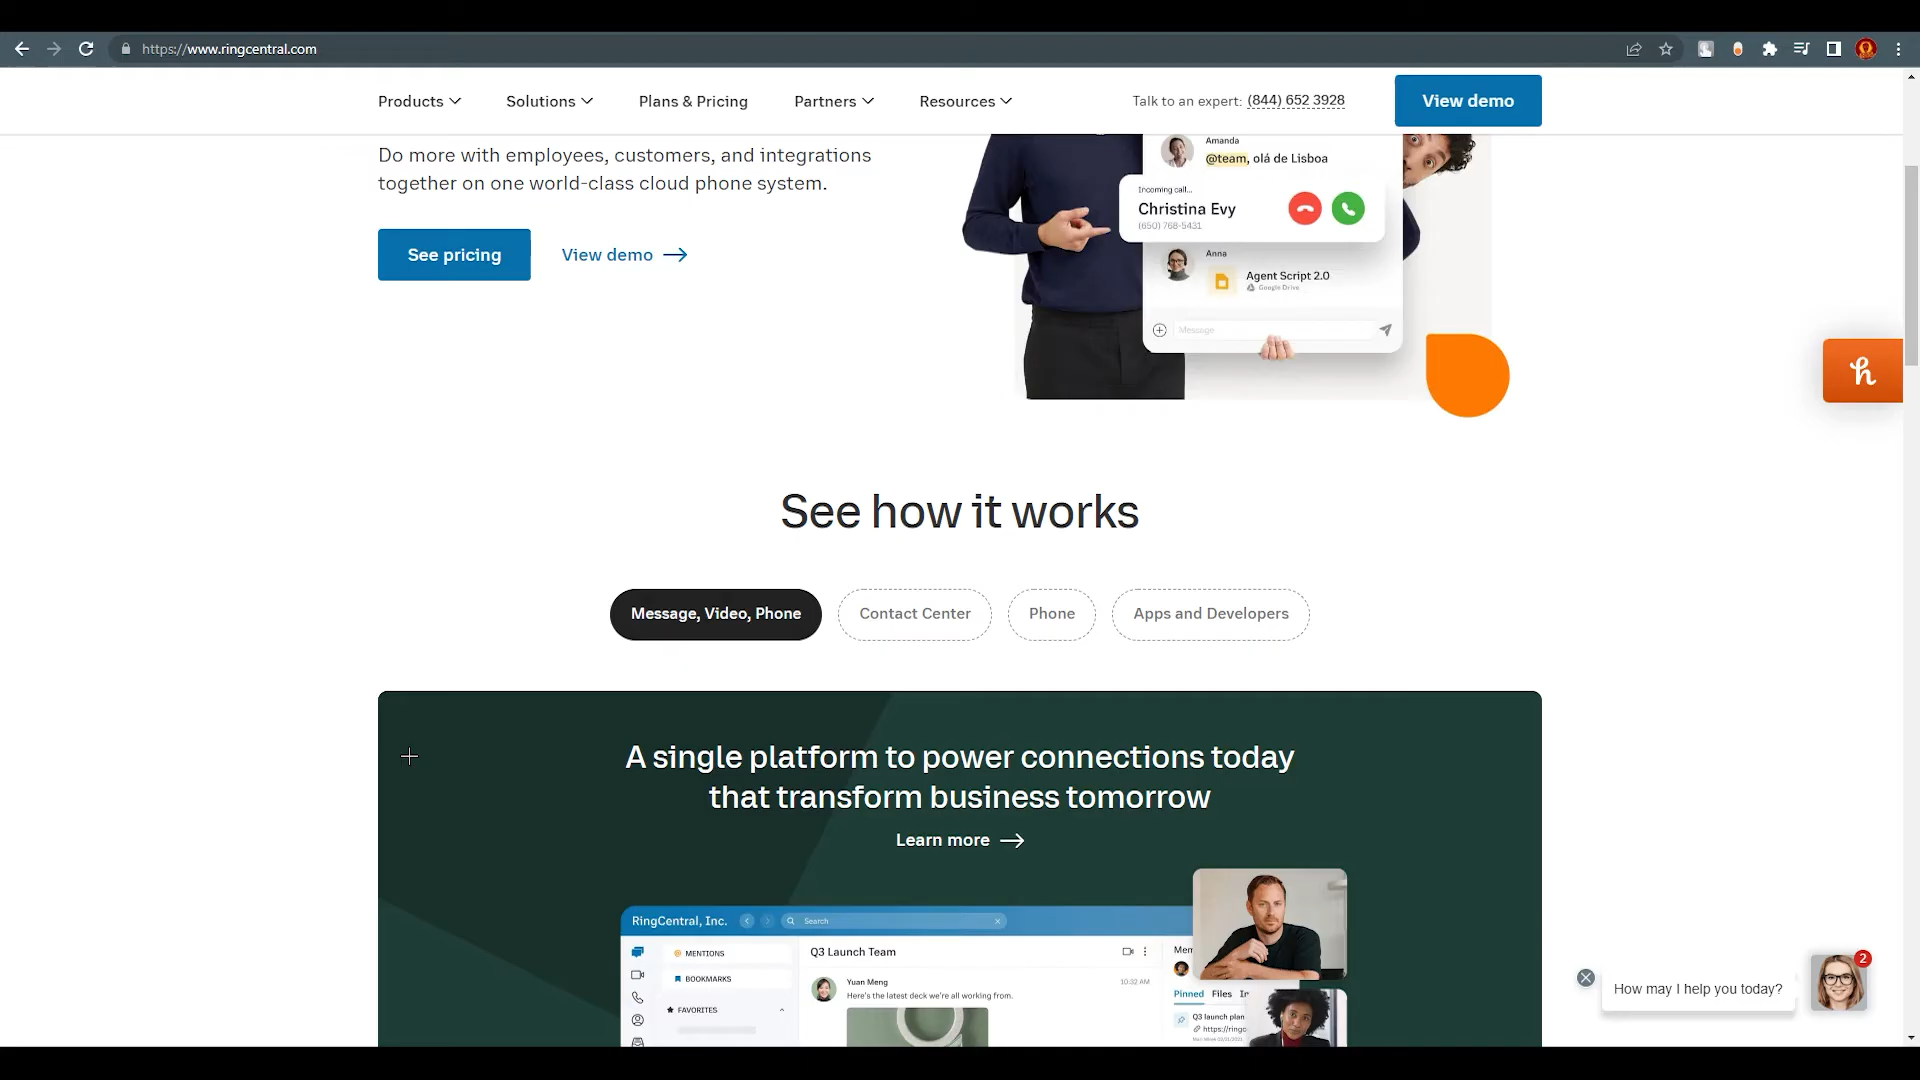 https://www.ringcentral.com
Products
Solutions
Plans & Pricing
Partners
Resources
Talk to an expert: (844) 652 3928
View demo
Do more with employees, customers, and integrations
together on one world-class cloud phone system.
See pricing
View demo
Amanda
@team, olá de Lisboa
Incoming call...
Christina Evy
(650) 768-5431
Anna
Agent Script 2.0
Google Drive
Message
h
See how it works
Message, Video, Phone
Contact Center
Phone
Apps and Developers
A single platform to power connections today
that transform business tomorrow
Learn more
RingCentral, Inc.
Search
MENTIONS
BOOKMARKS
FAVORITES
Q3 Launch Team
Yuan Meng
10:32 AM
Here's the latest deck we're all working from.
Mem
Pinned
Files
Q3 launch plan
https://ringc
How may I help you today?
2